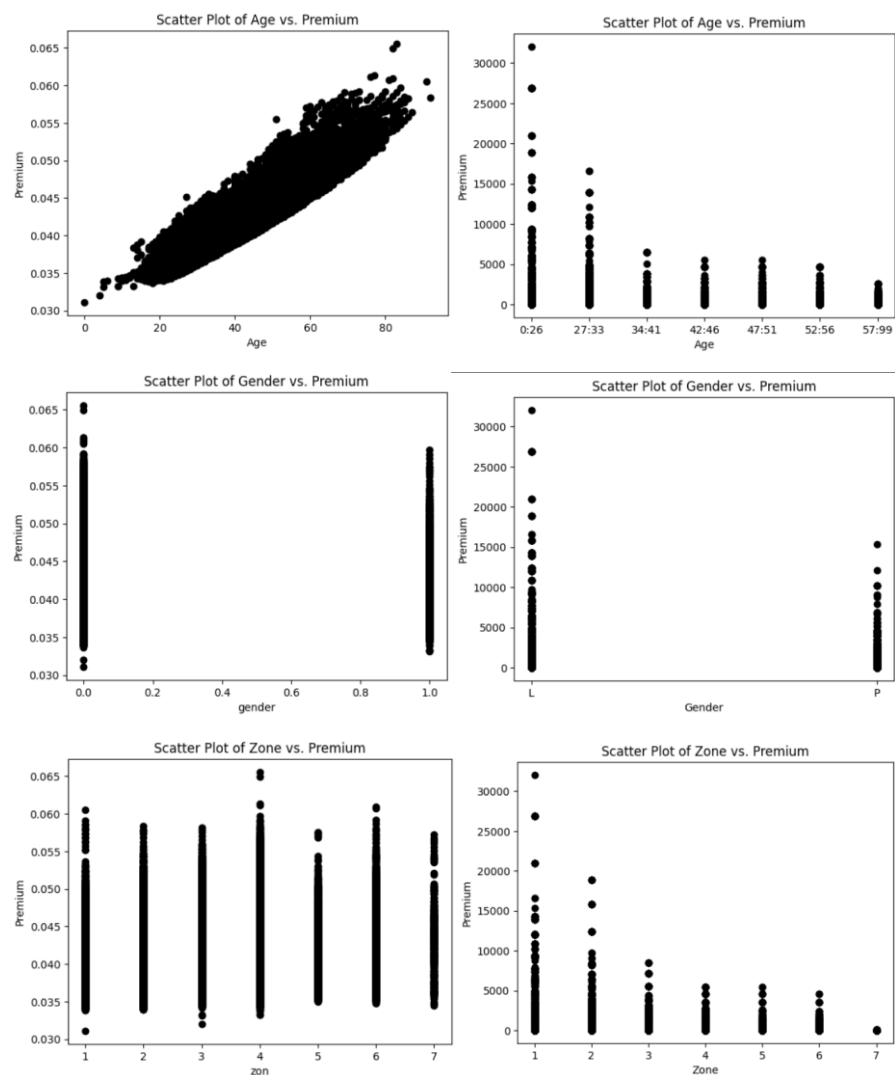 Scatter Plot of Age vs. Premium
0.065
0.060
0.055
0.050
0.045
0.040
0.035
0.030
Premium
0 20 40 60 80
Age
Scatter Plot of Age vs. Premium
30000
25000
20000
15000
10000
5000
0
Premium
0:26 27:33 34:41 42:46 47:51 52:56 57:99
Age
Scatter Plot of Gender vs. Premium
0.065
0.060
0.055
0.050
0.045
0.040
0.035
0.030
Premium
0.0 0.2 0.4 0.6 0.8 1.0
gender
Scatter Plot of Gender vs. Premium
30000
25000
20000
15000
10000
5000
0
Premium
L P
Gender
Scatter Plot of Zone vs. Premium
0.065
0.060
0.055
0.050
0.045
0.040
0.035
0.030
Premium
1 2 3 4 5 6 7
zon
Scatter Plot of Zone vs. Premium
30000
25000
20000
15000
10000
5000
0
Premium
1 2 3 4 5 6 7
Zone